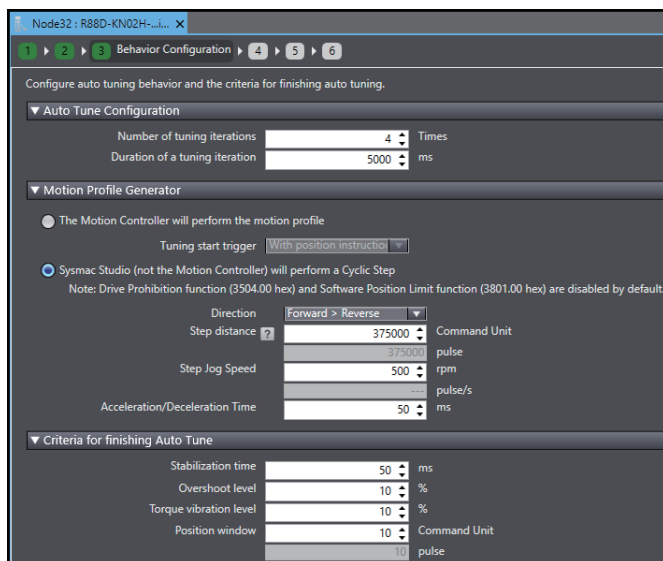 Node32 : R88D-KN02H-...i... X
1 2 3 Behavior Configuration 4 5 6
Configure auto tuning behavior and the criteria for finishing auto tuning.
Auto Tune Configuration
Number of tuning iterations 4 Times
Duration of a tuning iteration 5000 ms
Motion Profile Generator
The Motion Controller will perform the motion profile
Tuning start trigger With position instruction
Sysmac Studio (not the Motion Controller) will perform a Cyclic Step
Note: Drive Prohibition function (3504.00 hex) and Software Position Limit function (3801.00 hex) are disabled by default
Direction Forward > Reverse
Step distance ? 375000 Command Unit
375000 pulse
Step Jog Speed 500 rpm
--- pulse/s
Acceleration/Deceleration Time 50 ms
Criteria for finishing Auto Tune
Stabilization time 50 ms
Overshoot level 10 %
Torque vibration level 10 %
Position window 10 Command Unit
10 pulse